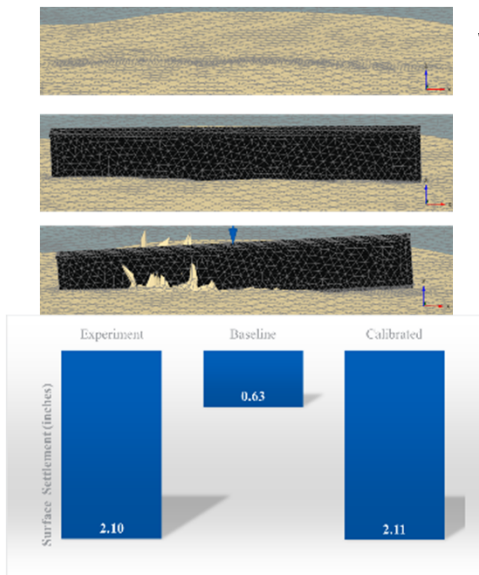 Experiment
Baseline
Calibrated
Surface Settlement (inches)
0.63
2.10
2.11